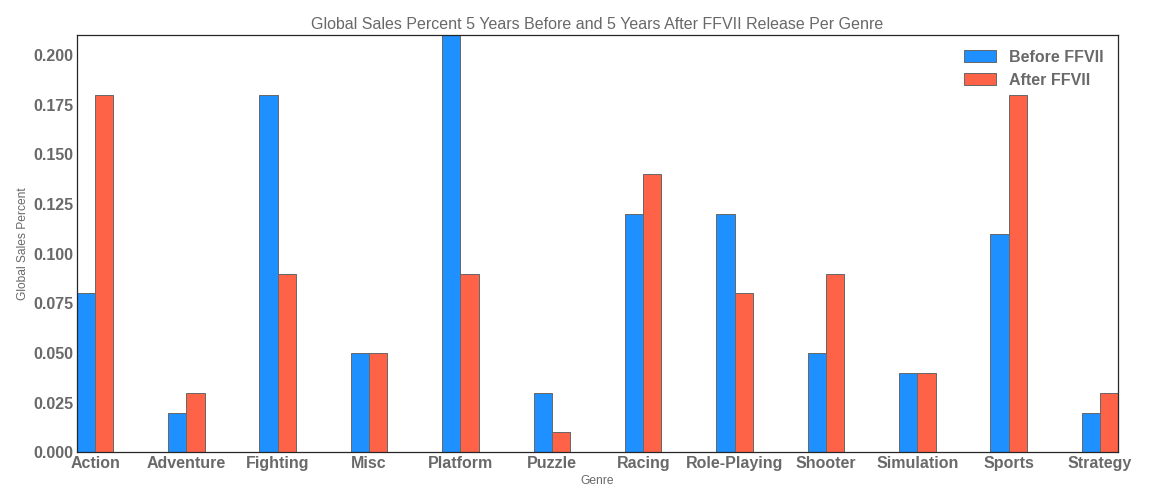 Global Sales Percent 5 Years Before and 5 Years After FFVII Release Per Genre
Before FFVII
After FFVII
Global Sales Percent
0.200
0.175
0.150
0.125
0.100
0.075
0.050
0.025
0.000
Action Adventure Fighting Misc Platform Puzzle Racing Role-Playing Shooter Simulation Sports Strategy
Genre